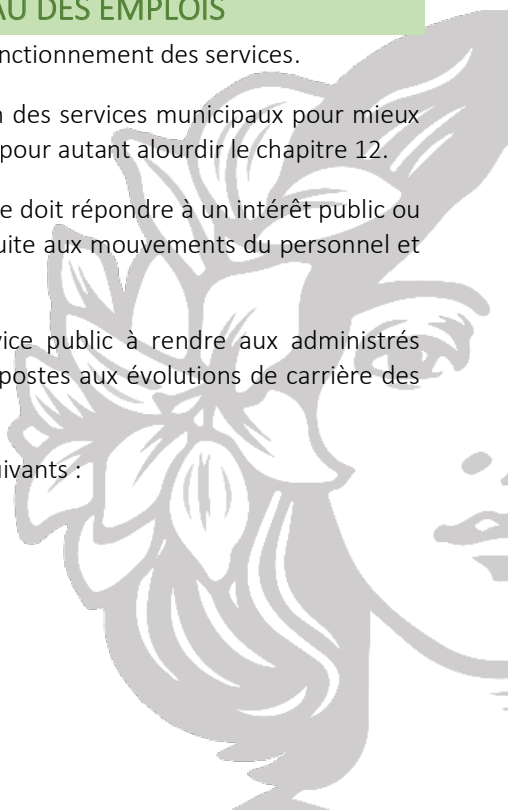 AU DES EMPLOIS
nctionnement des services.
des services municipaux pour mieux
pour autant alourdir le chapitre 12.
e doit répondre à un intérêt public ou
uite aux mouvements du personnel et
vice public à rendre aux administrés
postes aux évolutions de carrière des
uivants :